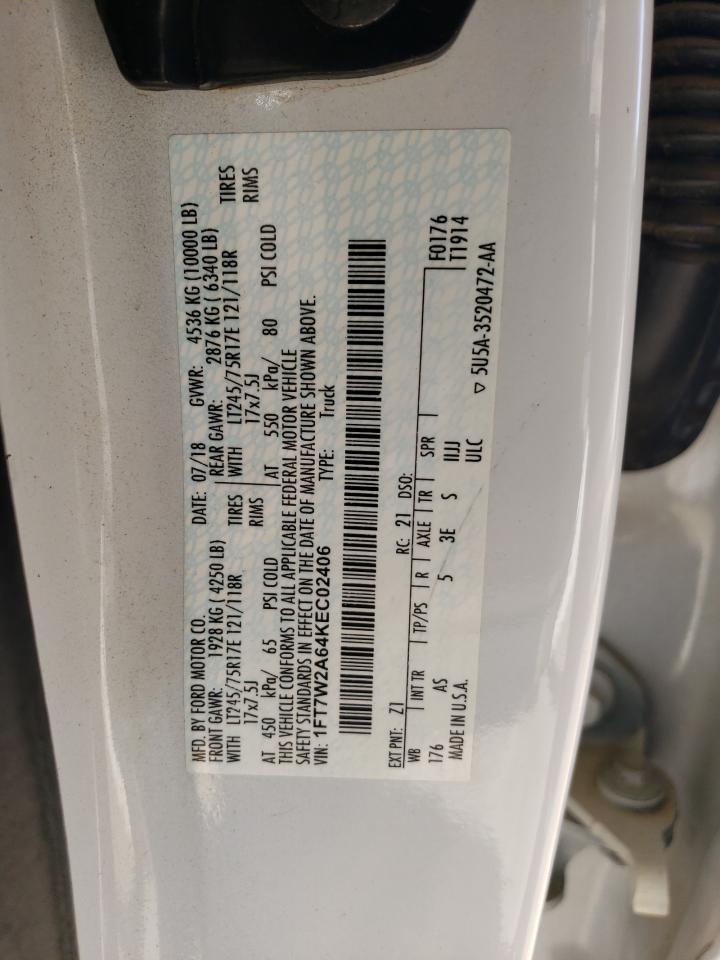 MFD. BY FORD MOTOR CO.
DATE: 07/18 GVWR: 4536 KG (10000 LB)
FRONT GAWR: 1928 KG ( 4250 LB) REAR GAWR: 2876 KG ( 6340 LB)
WITH LT245/75R17E 121/118R TIRES WITH LT245/75R17E 121/118R TIRES
17x7.5J RIMS 17x7.5J RIMS
AT 450 kPa/ 65 PSI COLD AT 550 kPa/ 80 PSI COLD
THIS VEHICLE CONFORMS TO ALL APPLICABLE FEDERAL MOTOR VEHICLE
SAFETY STANDARDS IN EFFECT ON THE DATE OF MANUFACTURE SHOWN ABOVE.
VIN: 1FT7W2A64KEC02406 TYPE: Truck
EXT PNT: Z1 RC: 21 DSO:
WB INT TR TP/PS R AXLE TR SPR F0176
176 AS 5 3E S IIJJ T1914
MADE IN U.S.A. ULC ▽ 5U5A-3520472-AA